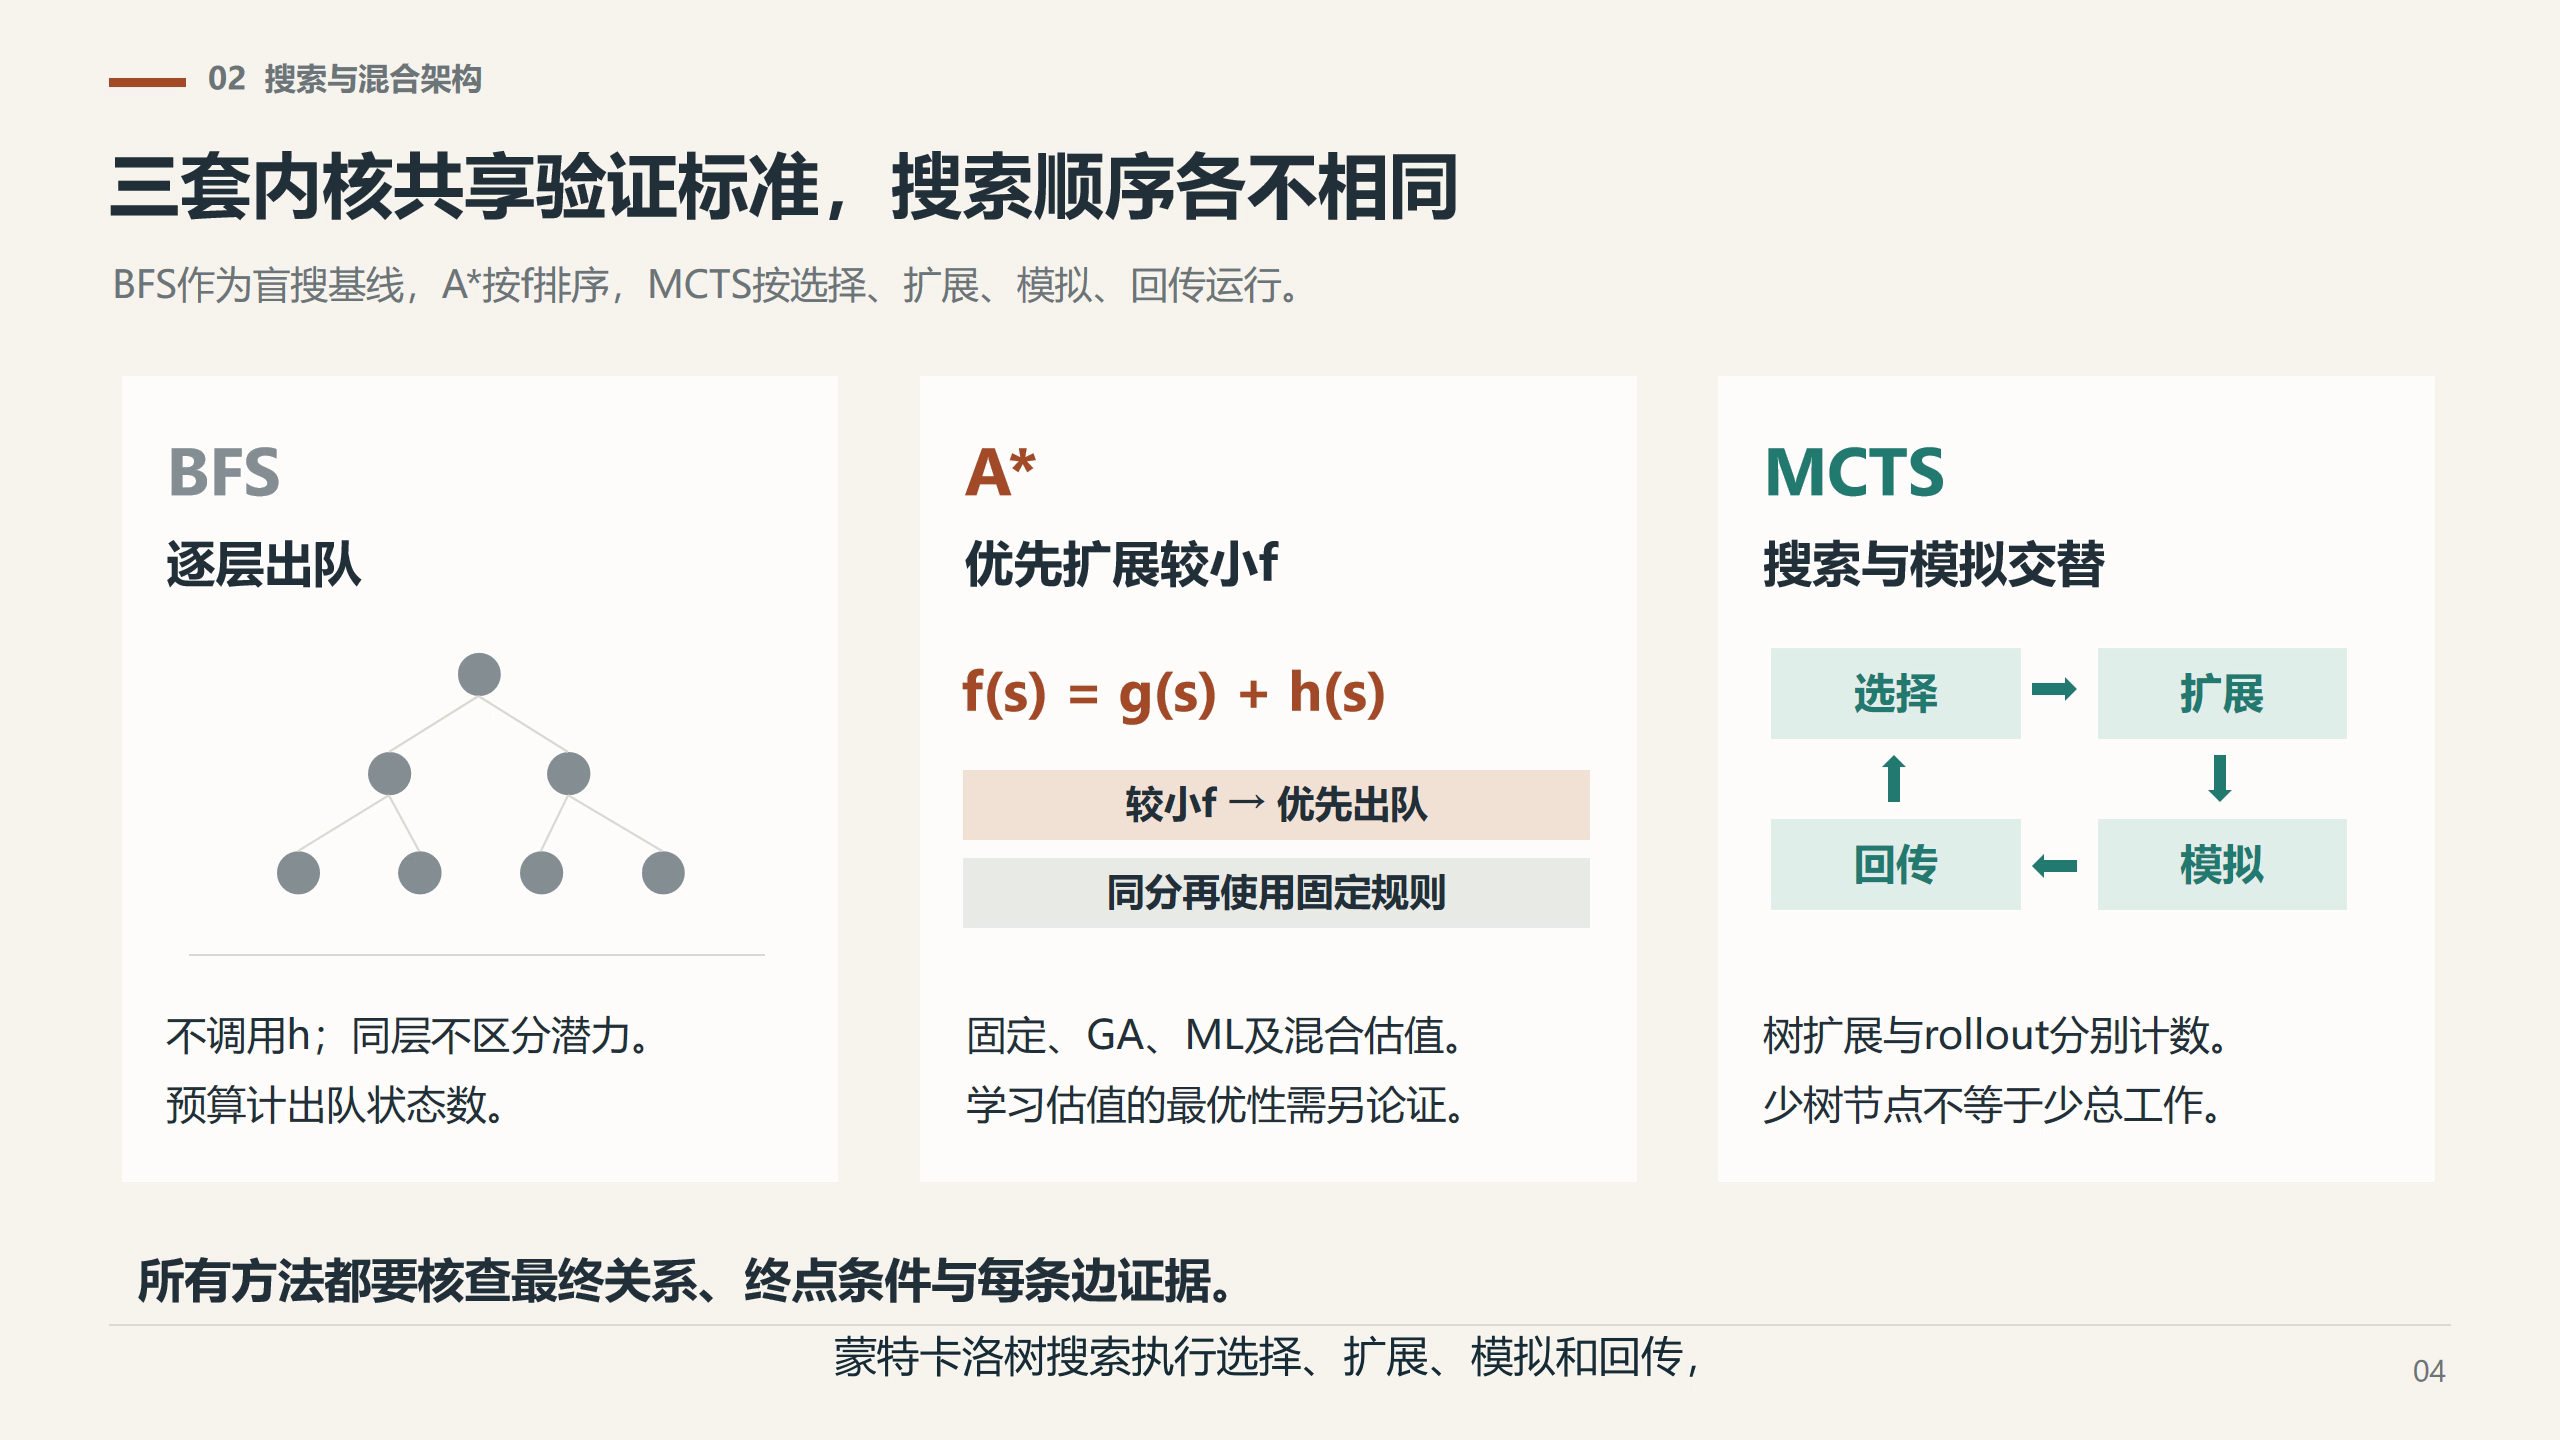 02 搜索与混合架构
三套内核共享验证标准，搜索顺序各不相同
BFS作为盲搜基线，A*按f排序，MCTS按选择、扩展、模拟、回传运行。
BFS
逐层出队
不调用h；同层不区分潜力。
预算计出队状态数。
A*
优先扩展较小f
f(s) = g(s) + h(s)
较小f → 优先出队
同分再使用固定规则
固定、GA、ML及混合估值。
学习估值的最优性需另论证。
MCTS
搜索与模拟交替
选择
扩展
回传
模拟
树扩展与rollout分别计数。
少树节点不等于少总工作。
所有方法都要核查最终关系、终点条件与每条边证据。
蒙特卡洛树搜索执行选择、扩展、模拟和回传，
04